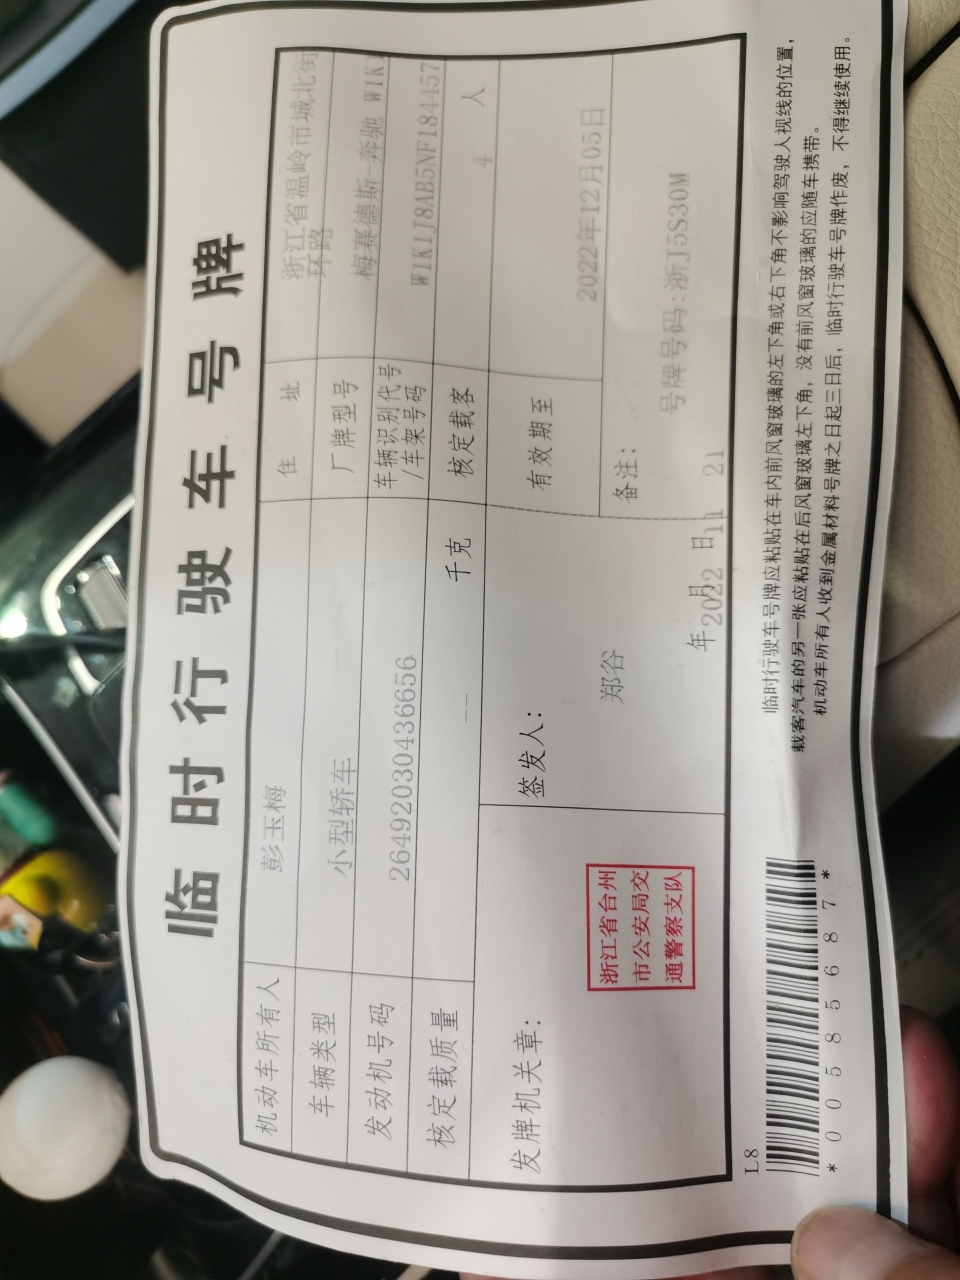 临时行驶车号牌
机动车所有人 彭玉梅 住 址 浙江省温岭市城北街
环路
车辆类型 小型轿车 厂牌型号 梅赛德斯-奔驰 W1K1
发动机号码 26492030436656 车辆识别代号/车架号码 W1K1J8AB5NF184457
核定载质量 -- 千克 核定载客 4 人
发牌机关章: 签发人: 有效期至 2022年12月05日
浙江省台州
市公安局交
通警察支队
郑谷
备注:
号牌号码:浙J5S30M
年 月 日
2022 11 21
L8
临时行驶车号牌应粘贴在车内前风窗玻璃的左下角或右下角不影响驾驶人视线的位置,
载客汽车的另一张应粘贴在后风窗玻璃左下角,没有前风窗玻璃的应随车携带。
机动车所有人收到金属材料号牌之日起三日后,临时行驶车号牌作废,不得继续使用。
*005856887*